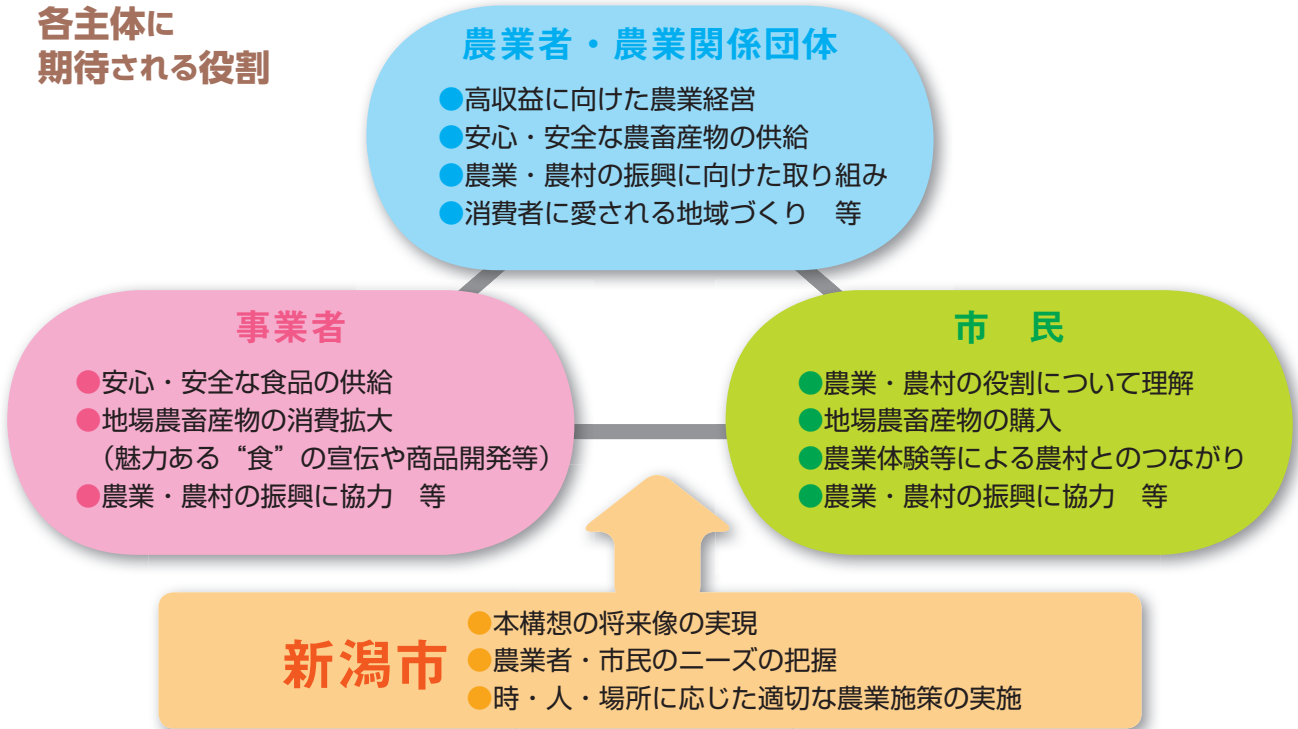 各主体に
期待される役割
農業者・農業関係団体
●高収益に向けた農業経営
●安心・安全な農畜産物の供給
●農業・農村の振興に向けた取り組み
●消費者に愛される地域づくり　等
事業者
●安心・安全な食品の供給
●地場農畜産物の消費拡大
（魅力ある“食”の宣伝や商品開発等）
●農業・農村の振興に協力　等
市　民
●農業・農村の役割について理解
●地場農畜産物の購入
●農業体験等による農村とのつながり
●農業・農村の振興に協力　等
新潟市
●本構想の将来像の実現
●農業者・市民のニーズの把握
●時・人・場所に応じた適切な農業施策の実施